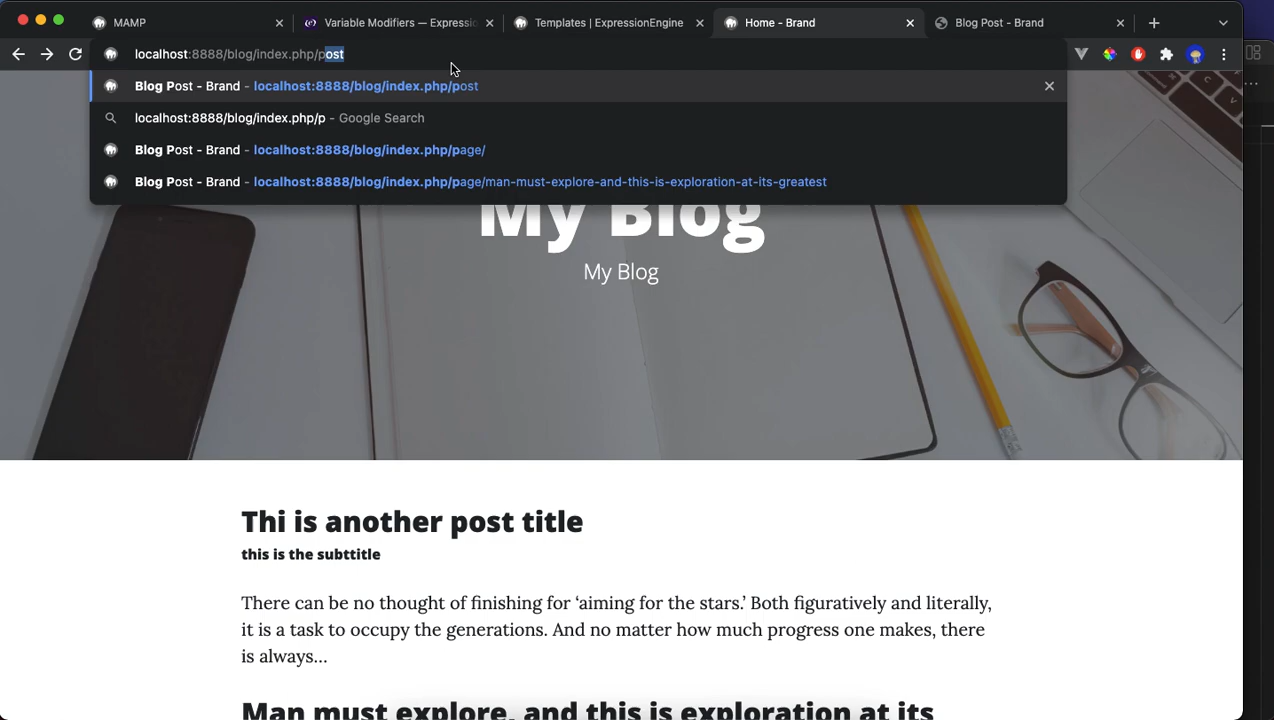 MAMP
Variable Modifiers — Expressio
Templates | ExpressionEngine
Home - Brand
Blog Post - Brand
localhost:8888/blog/index.php/post
Blog Post - Brand - localhost:8888/blog/index.php/post
localhost:8888/blog/index.php/p - Google Search
Blog Post - Brand - localhost:8888/blog/index.php/page/
Blog Post - Brand - localhost:8888/blog/index.php/page/man-must-explore-and-this-is-exploration-at-its-greatest
My Blog
My Blog
Thi is another post title
this is the subttitle
There can be no thought of finishing for ‘aiming for the stars.’ Both figuratively and literally,
it is a task to occupy the generations. And no matter how much progress one makes, there
is always…
Man must explore, and this is exploration at its